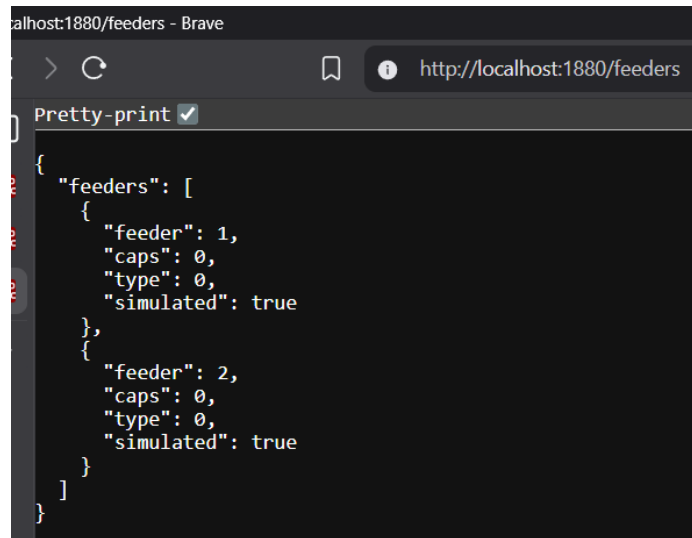 alhost:1880/feeders - Brave
http://localhost:1880/feeders
Pretty-print
{
  "feeders": [
    {
      "feeder": 1,
      "caps": 0,
      "type": 0,
      "simulated": true
    },
    {
      "feeder": 2,
      "caps": 0,
      "type": 0,
      "simulated": true
    }
  ]
}